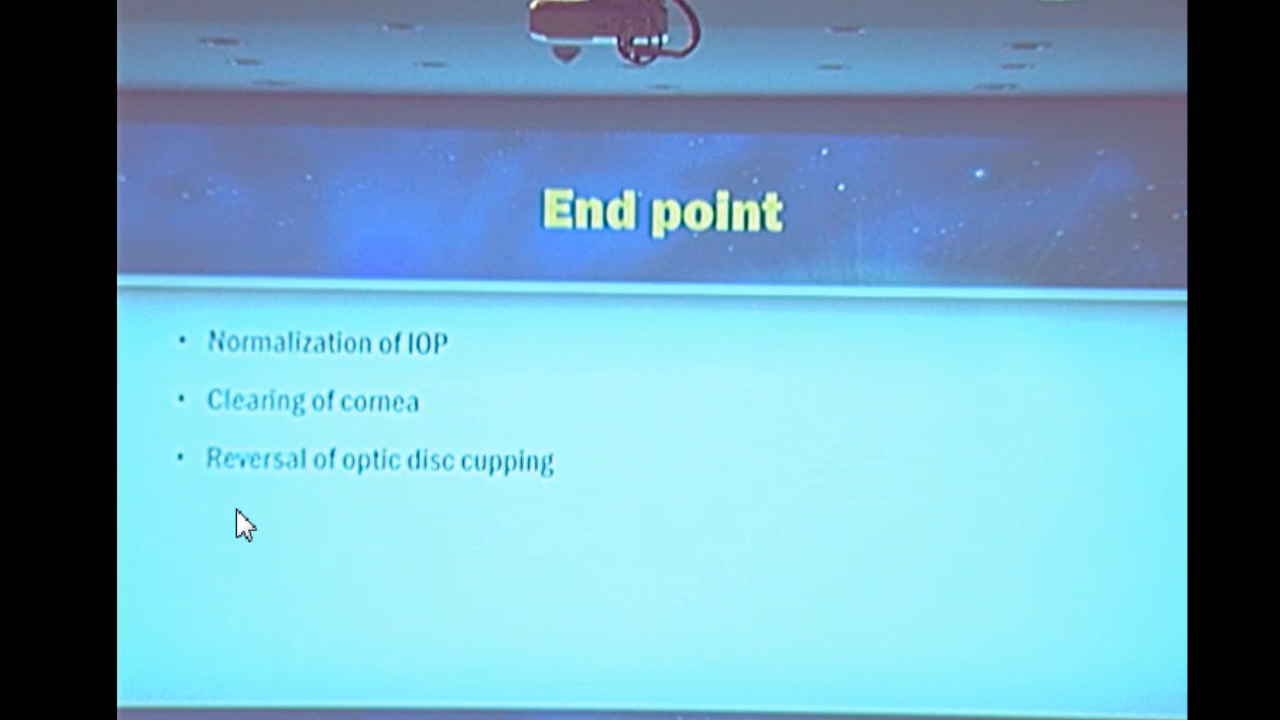 End point
• Normalization of IOP
• Clearing of cornea
• Reversal of optic disc cupping